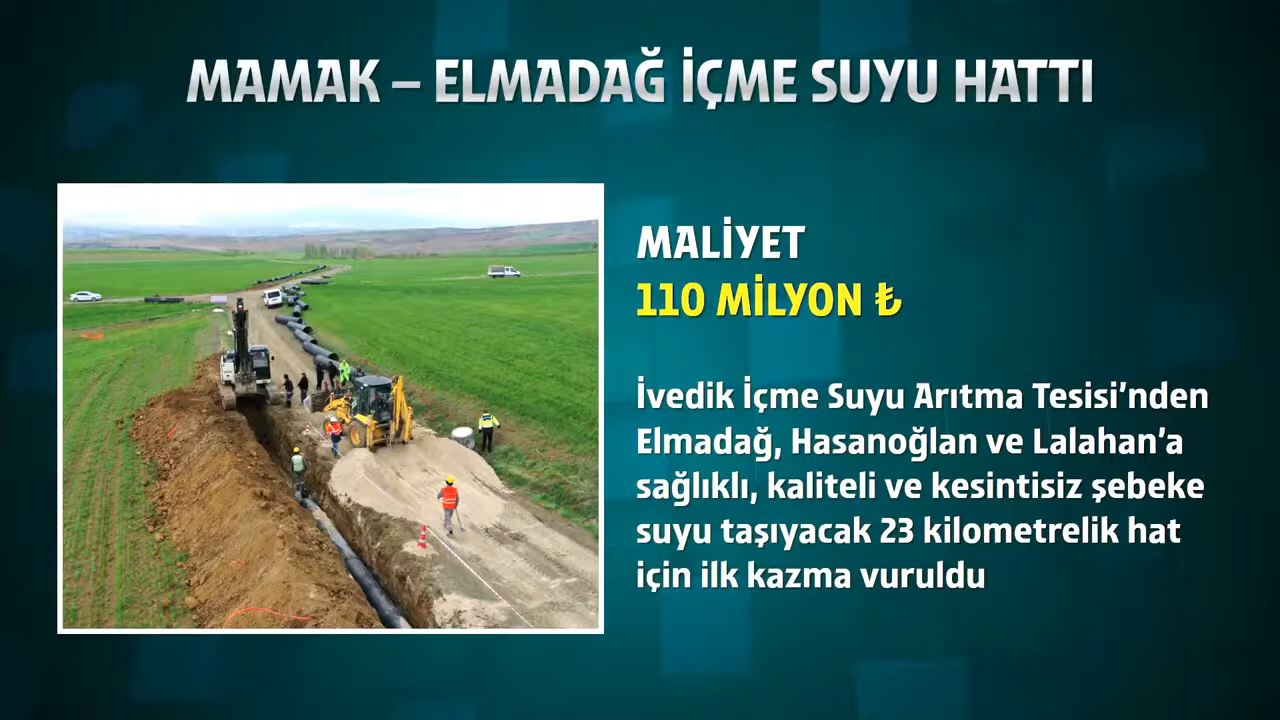 MAMAK – ELMADAĞ İÇME SUYU HATTI
MALİYET
110 MİLYON ₺
İvedik İçme Suyu Arıtma Tesisi’nden
Elmadağ, Hasanoğlan ve Lalahan’a
sağlıklı, kaliteli ve kesintisiz şebeke
suyu taşıyacak 23 kilometrelik hat
için ilk kazma vuruldu